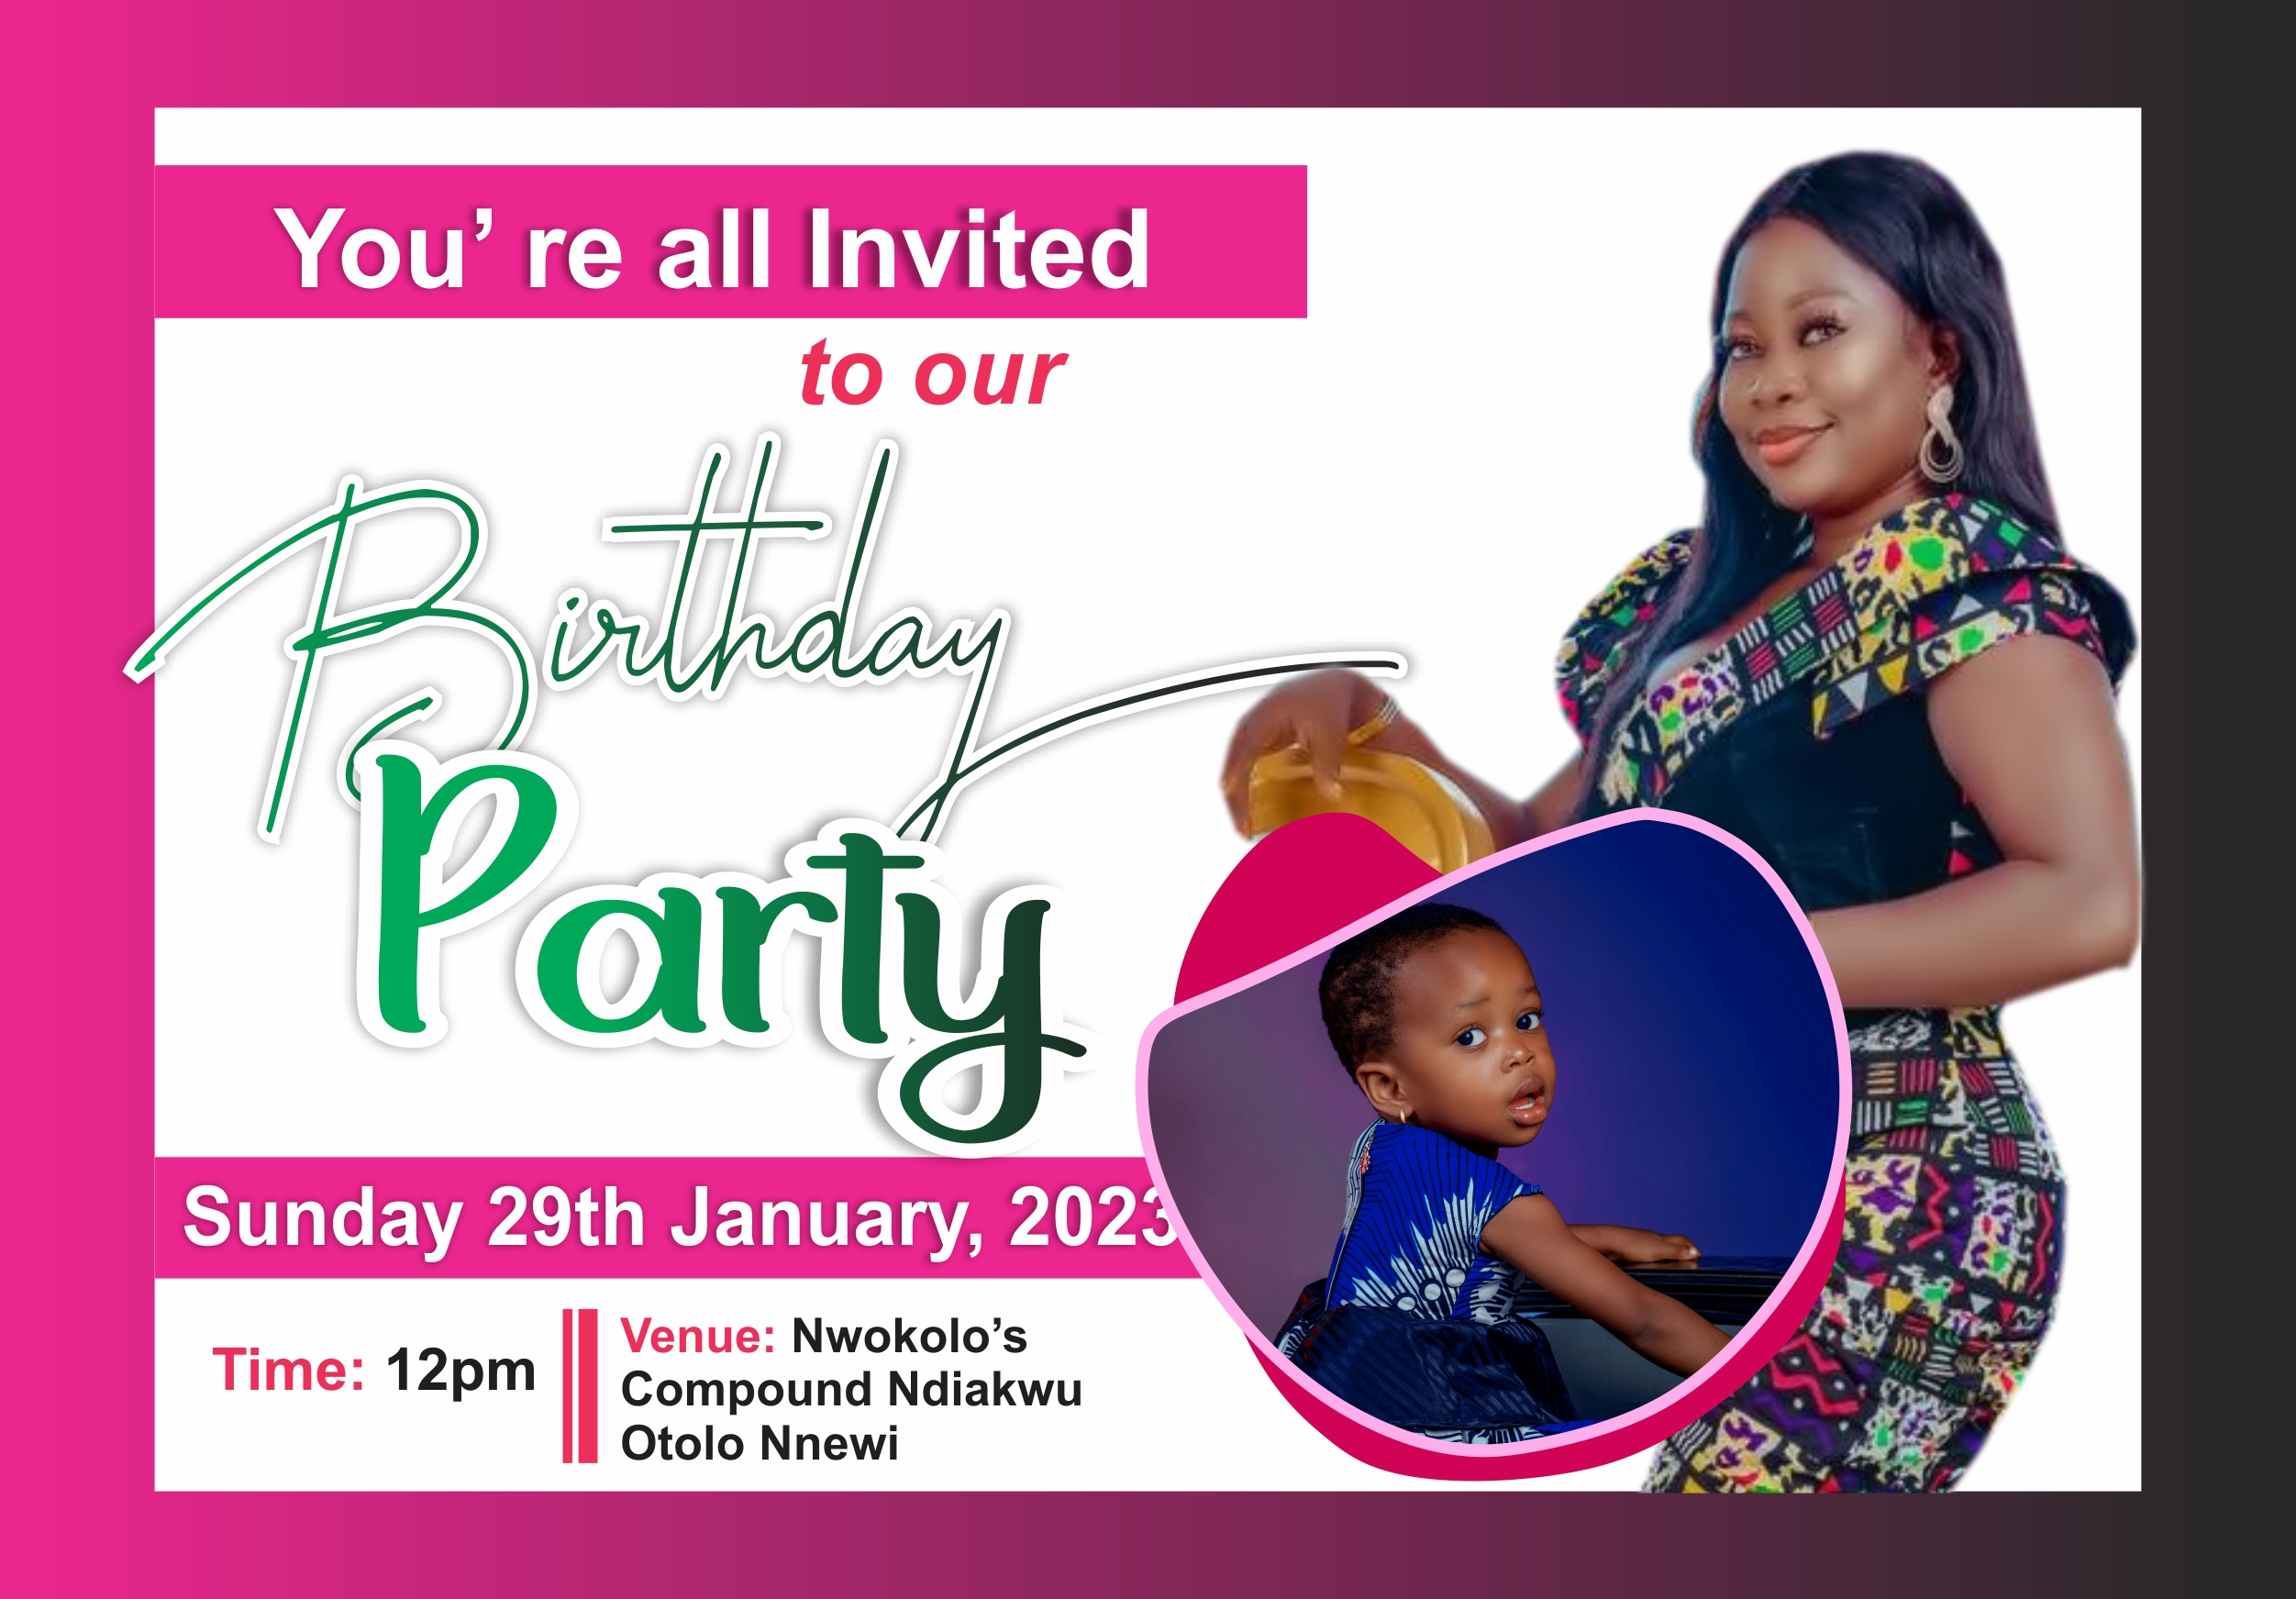 You’ re all Invited
to our
Birthday
Party
Sunday 29th January, 2023
Time: 12pm
Venue: Nwokolo’s
Compound Ndiakwu
Otolo Nnewi